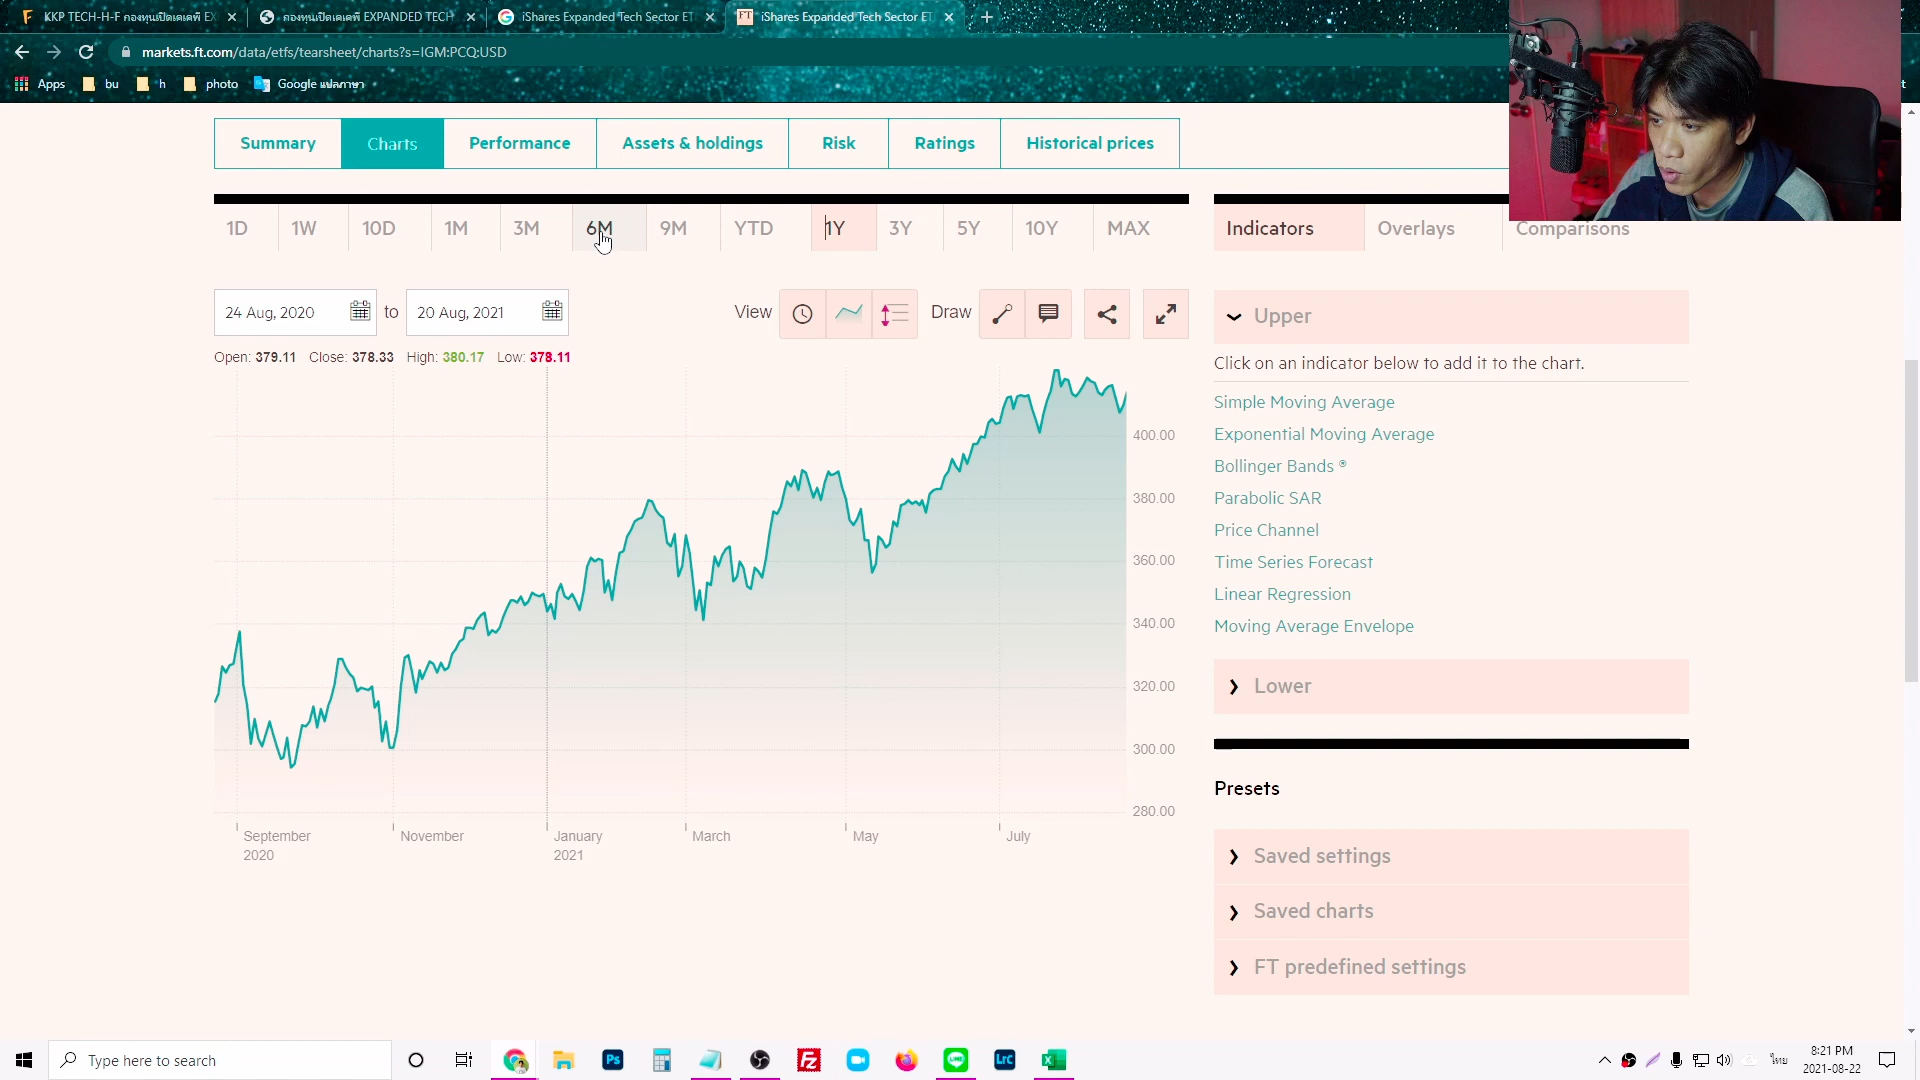 KKP TECH-H-F กองทุนเปิดเคเคพี EX
กองทุนเปิดเคเคพี EXPANDED TECH
iShares Expanded Tech Sector ET
iShares Expanded Tech Sector ET
markets.ft.com/data/etfs/tearsheet/charts?s=IGM:PCQ:USD
Apps bu h photo Google แปลภาษา
Summary Charts Performance Assets & holdings Risk Ratings Historical prices
1D 1W 10D 1M 3M 6M 9M YTD 1Y 3Y 5Y 10Y MAX
Indicators Overlays Comparisons
24 Aug, 2020 to 20 Aug, 2021 View Draw
Open: 379.11 Close: 378.33 High: 380.17 Low: 378.11
400.00
380.00
360.00
340.00
320.00
300.00
280.00
September November January March May July
2020 2021
Upper
Click on an indicator below to add it to the chart.
Simple Moving Average
Exponential Moving Average
Bollinger Bands ®
Parabolic SAR
Price Channel
Time Series Forecast
Linear Regression
Moving Average Envelope
Lower
Presets
Saved settings
Saved charts
FT predefined settings
Type here to search
Ps
Fz
LINE
Lrc
ไทย
8:21 PM
2021-08-22